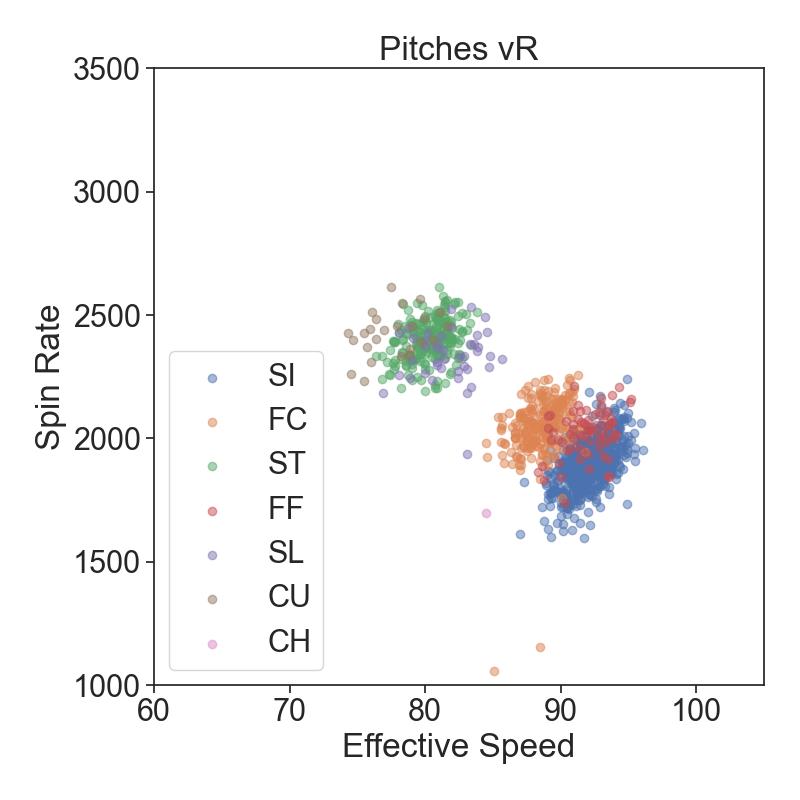 Pitches vR
3500
3000
2500
2000
1500
1000
Spin Rate
SI
FC
ST
FF
SL
CU
CH
60 70 80 90 100
Effective Speed